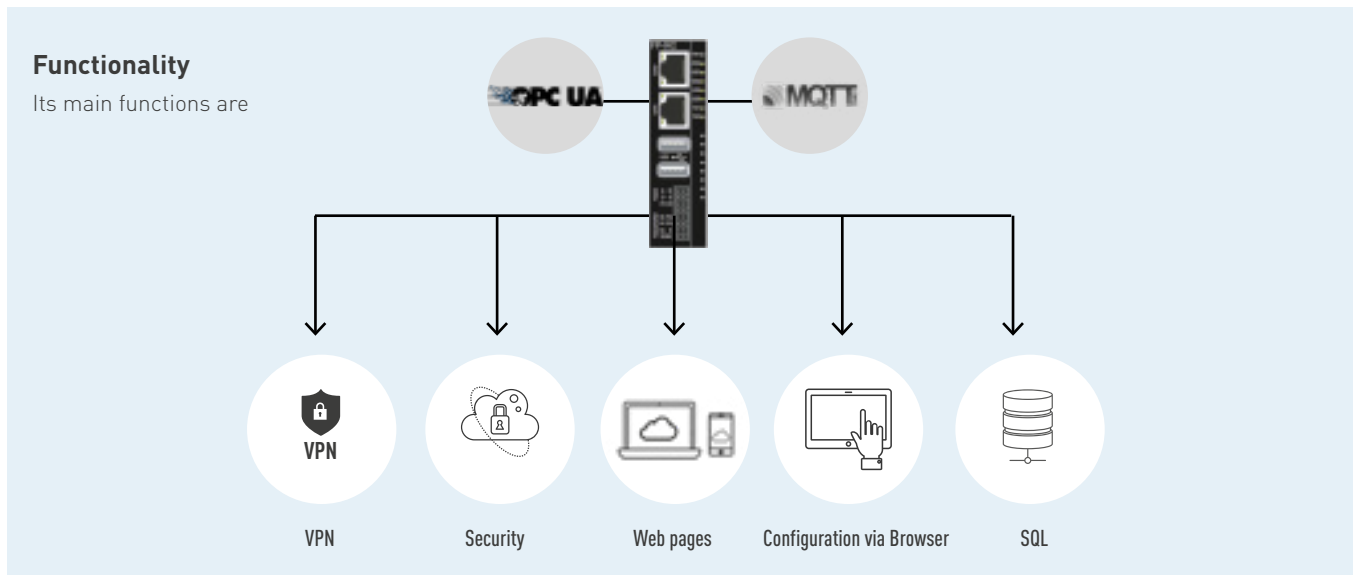 Functionality
Its main functions are
OPC UA
MQTT
VPN
VPN
Security
Web pages
Configuration via Browser
SQL